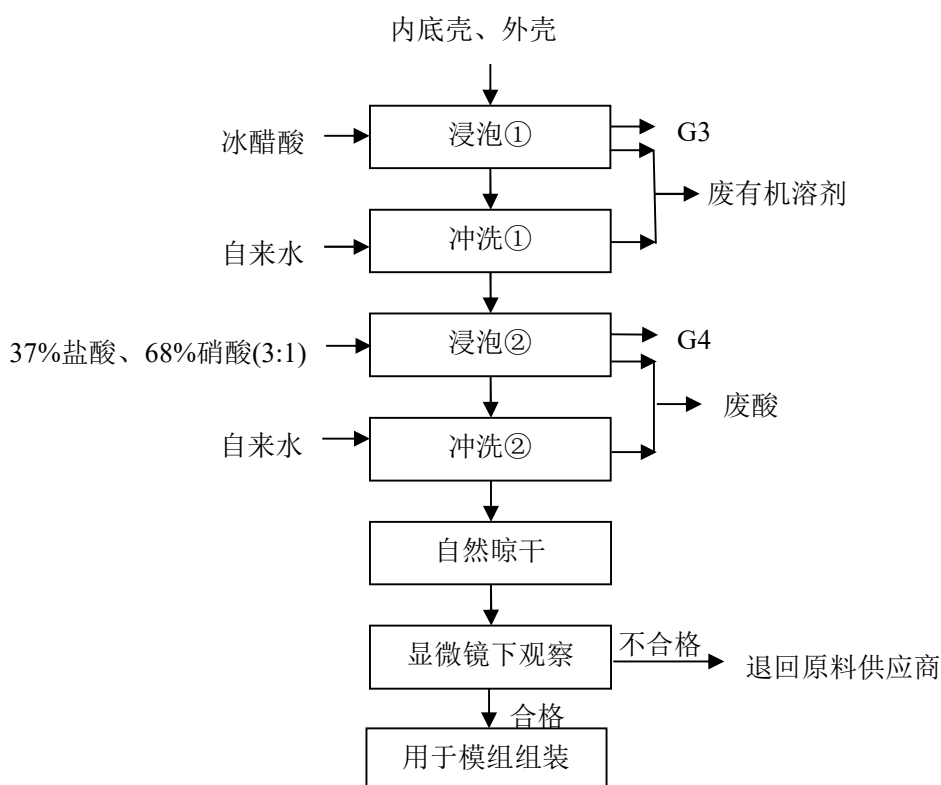 内底壳、外壳
冰醋酸
浸泡①
G3
废有机溶剂
自来水
冲洗①
37%盐酸、68%硝酸(3:1)
浸泡②
G4
废酸
自来水
冲洗②
自然晾干
显微镜下观察
不合格
退回原料供应商
合格
用于模组组装